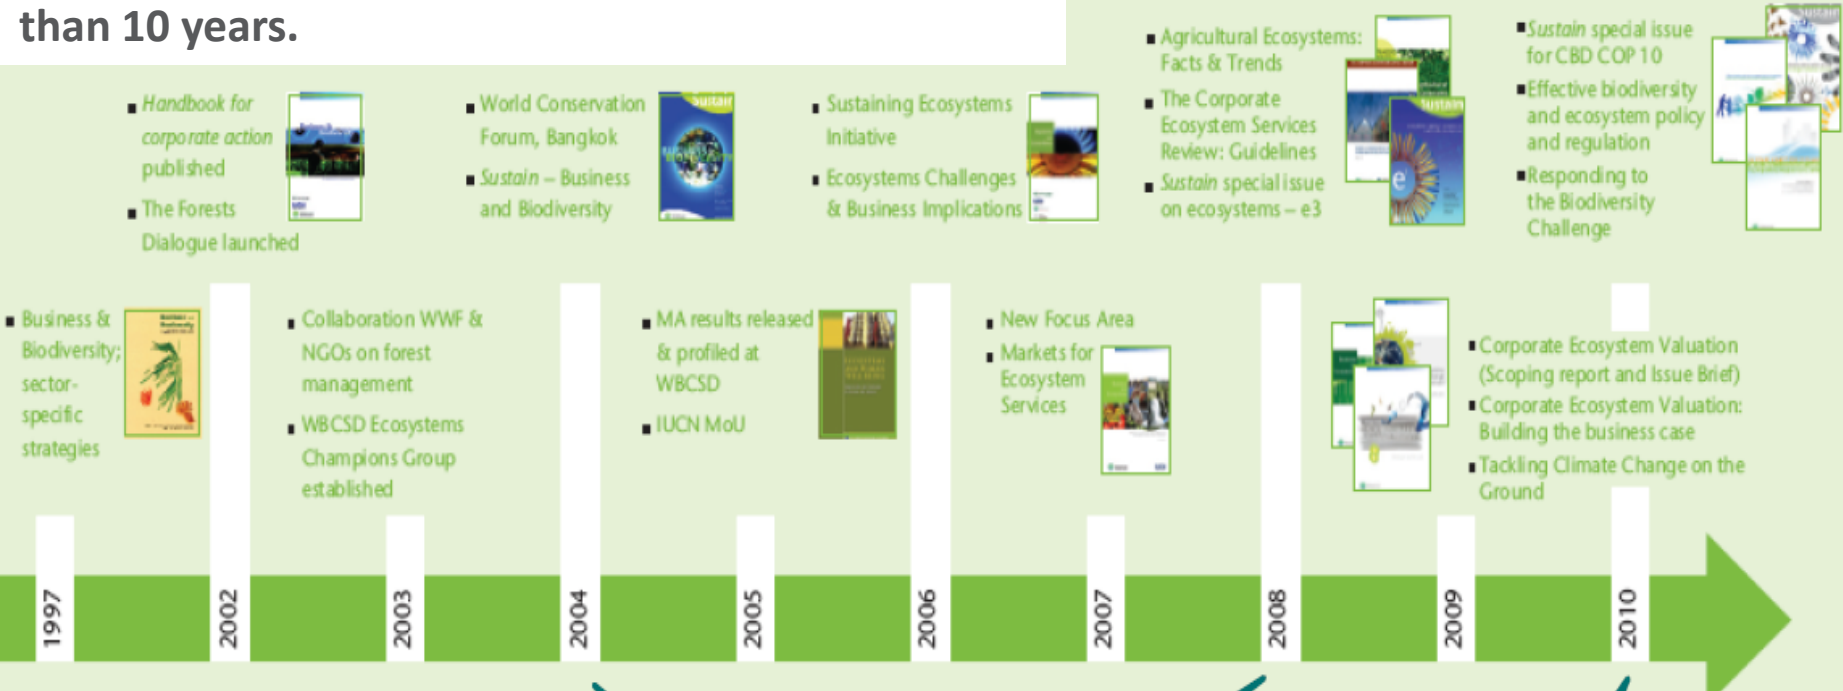 than 10 years.
Handbook for
corporate action
published
The Forests
Dialogue launched
World Conservation
Forum, Bangkok
Sustain – Business
and Biodiversity
Sustaining Ecosystems
Initiative
Ecosystems Challenges
& Business Implications
Agricultural Ecosystems:
Facts & Trends
The Corporate
Ecosystem Services
Review: Guidelines
Sustain special issue
on ecosystems – e3
Sustain special issue
for CBD COP 10
Effective biodiversity
and ecosystem policy
and regulation
Responding to
the Biodiversity
Challenge
Sustain
Sustain
Business &
Biodiversity;
sector-
specific
strategies
Collaboration WWF &
NGOs on forest
management
WBCSD Ecosystems
Champions Group
established
MA results released
& profiled at
WBCSD
IUCN MoU
New Focus Area
Markets for
Ecosystem
Services
Corporate Ecosystem Valuation
(Scoping report and Issue Brief)
Corporate Ecosystem Valuation:
Building the business case
Tackling Climate Change on the
Ground
1997
2002
2003
2004
2005
2006
2007
2008
2009
2010